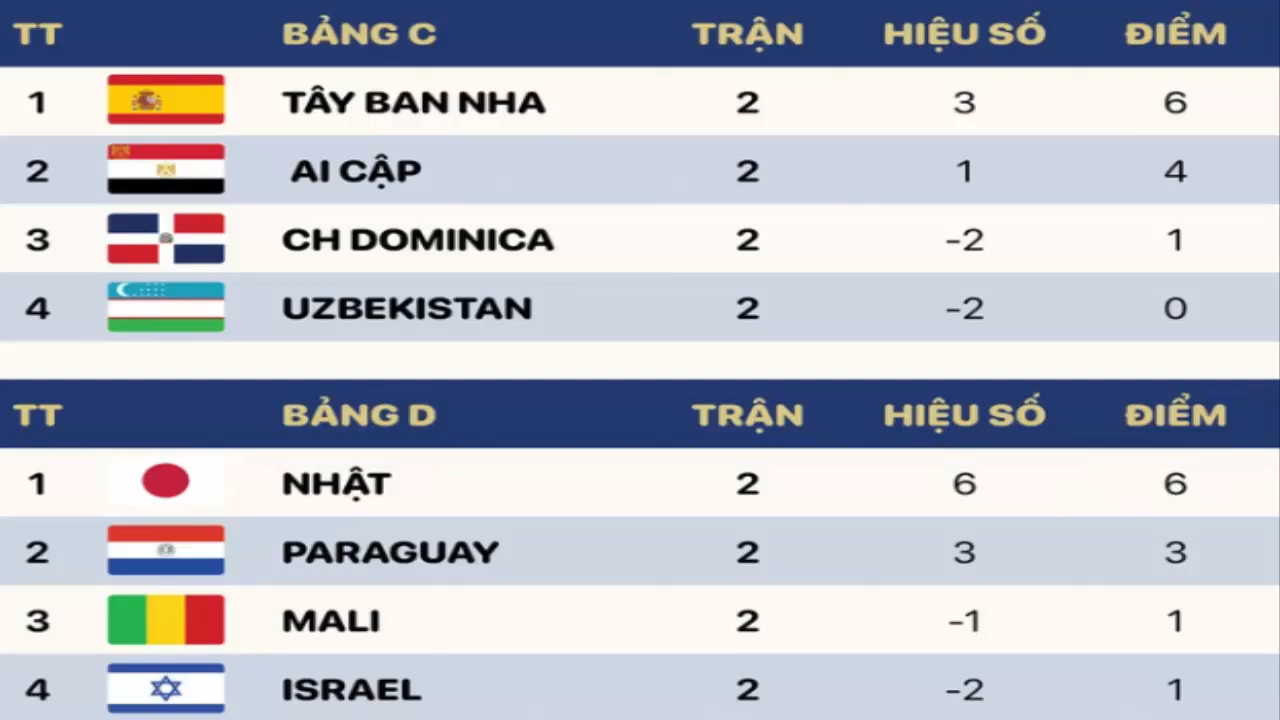 TT BẢNG C TRẬN HIỆU SỐ ĐIỂM
1 TÂY BAN NHA 2 3 6
2 AI CẬP 2 1 4
3 CH DOMINICA 2 -2 1
4 UZBEKISTAN 2 -2 0
TT BẢNG D TRẬN HIỆU SỐ ĐIỂM
1 NHẬT 2 6 6
2 PARAGUAY 2 3 3
3 MALI 2 -1 1
4 ISRAEL 2 -2 1